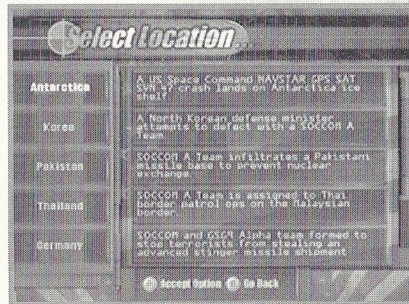 Select Location...
Antarctica
A US Space Command NAVSTAR GPS SAT
SVN 47 crash lands on Antarctica ice
shelf.
Korea
A North Korean defense minister
attempts to defect with a SOCCOM A
Team.
Pakistan
SOCCOM A Team infiltrates a Pakistani
missile base to prevent nuclear
exchange.
Thailand
SOCCOM A Team is assigned to Thai
border patrol ops on the Malaysian
border.
Germany
SOCCOM and GSG9 Alpha team formed to
stop terrorists from stealing an
advanced stinger missile shipment
Accept Option Go Back